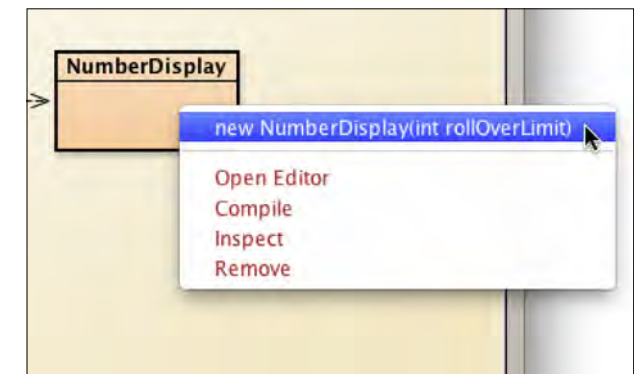 NumberDisplay
new NumberDisplay(int rollOverLimit)
Open Editor
Compile
Inspect
Remove